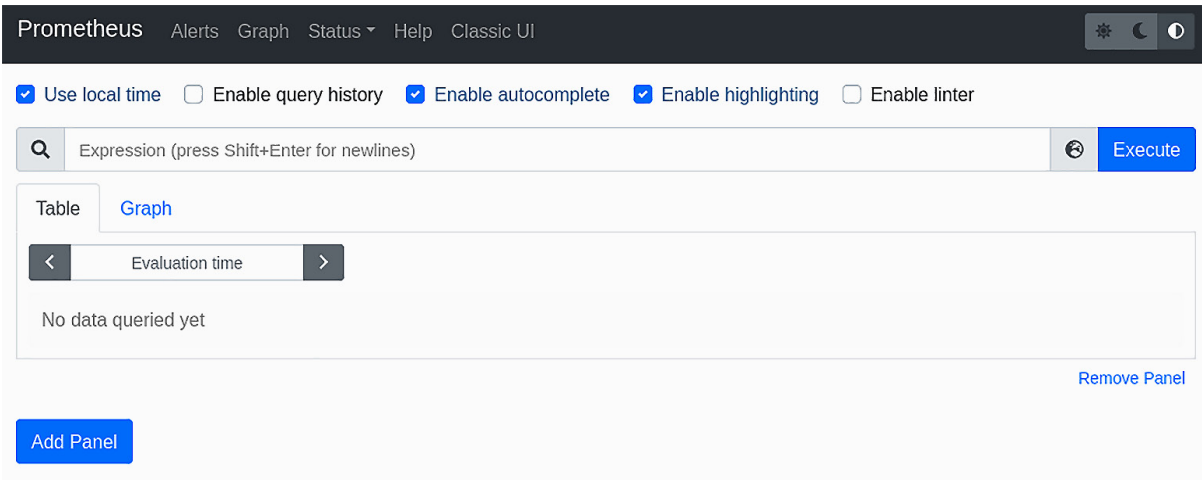 Prometheus Alerts Graph Status Help Classic UI
Use local time Enable query history Enable autocomplete Enable highlighting Enable linter
Expression (press Shift+Enter for newlines) Execute
Table Graph
Evaluation time
No data queried yet
Remove Panel
Add Panel